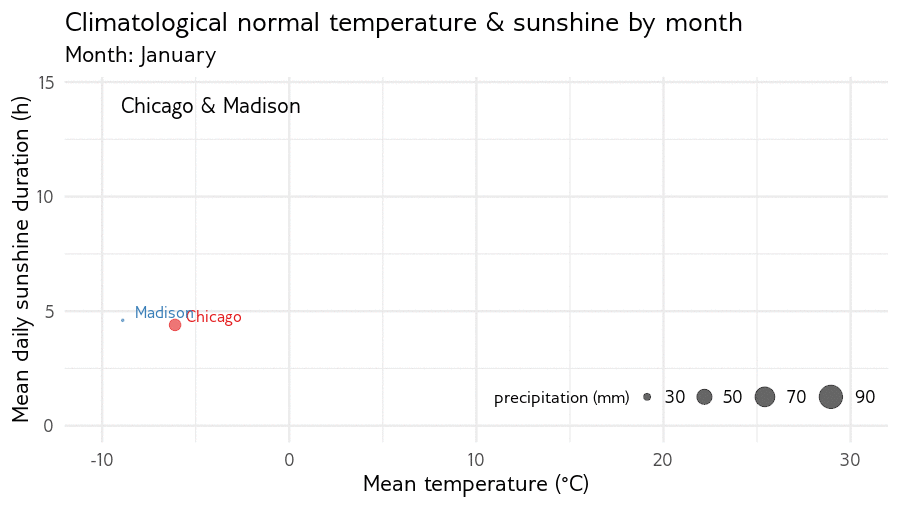 Climatological normal temperature & sunshine by month
Month: January
Mean daily sunshine duration (h)
15
10
5
0
Chicago & Madison
Madison
Chicago
precipitation (mm) 30 50 70 90
-10 0 10 20 30
Mean temperature (°C)